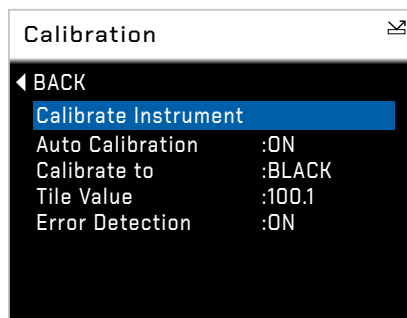 Calibration
BACK
Calibrate Instrument
Auto Calibration :ON
Calibrate to :BLACK
Tile Value :100.1
Error Detection :ON